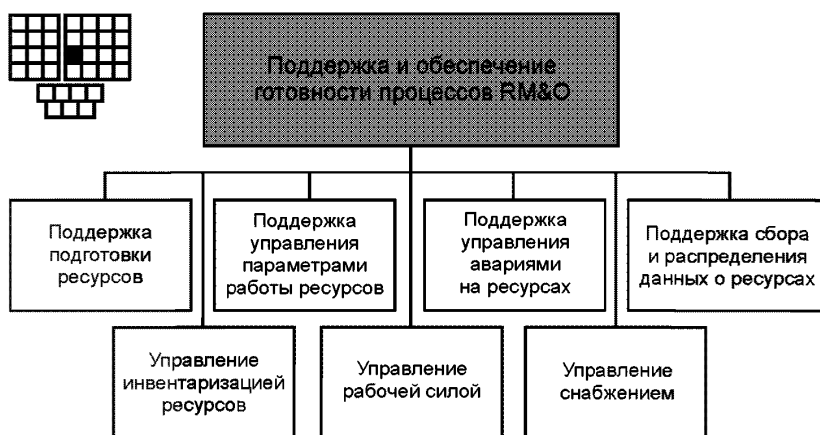 Поддержка и обеспечение
готовности процессов RM&O
Поддержка
подготовки
ресурсов
Поддержка
управления
параметрами
работы ресурсов
Поддержка
управления
авариями
на ресурсах
Поддержка сбора
и распределения
данных о ресурсах
Управление
инвентаризацией
ресурсов
Управление
рабочей силой
Управление
снабжением